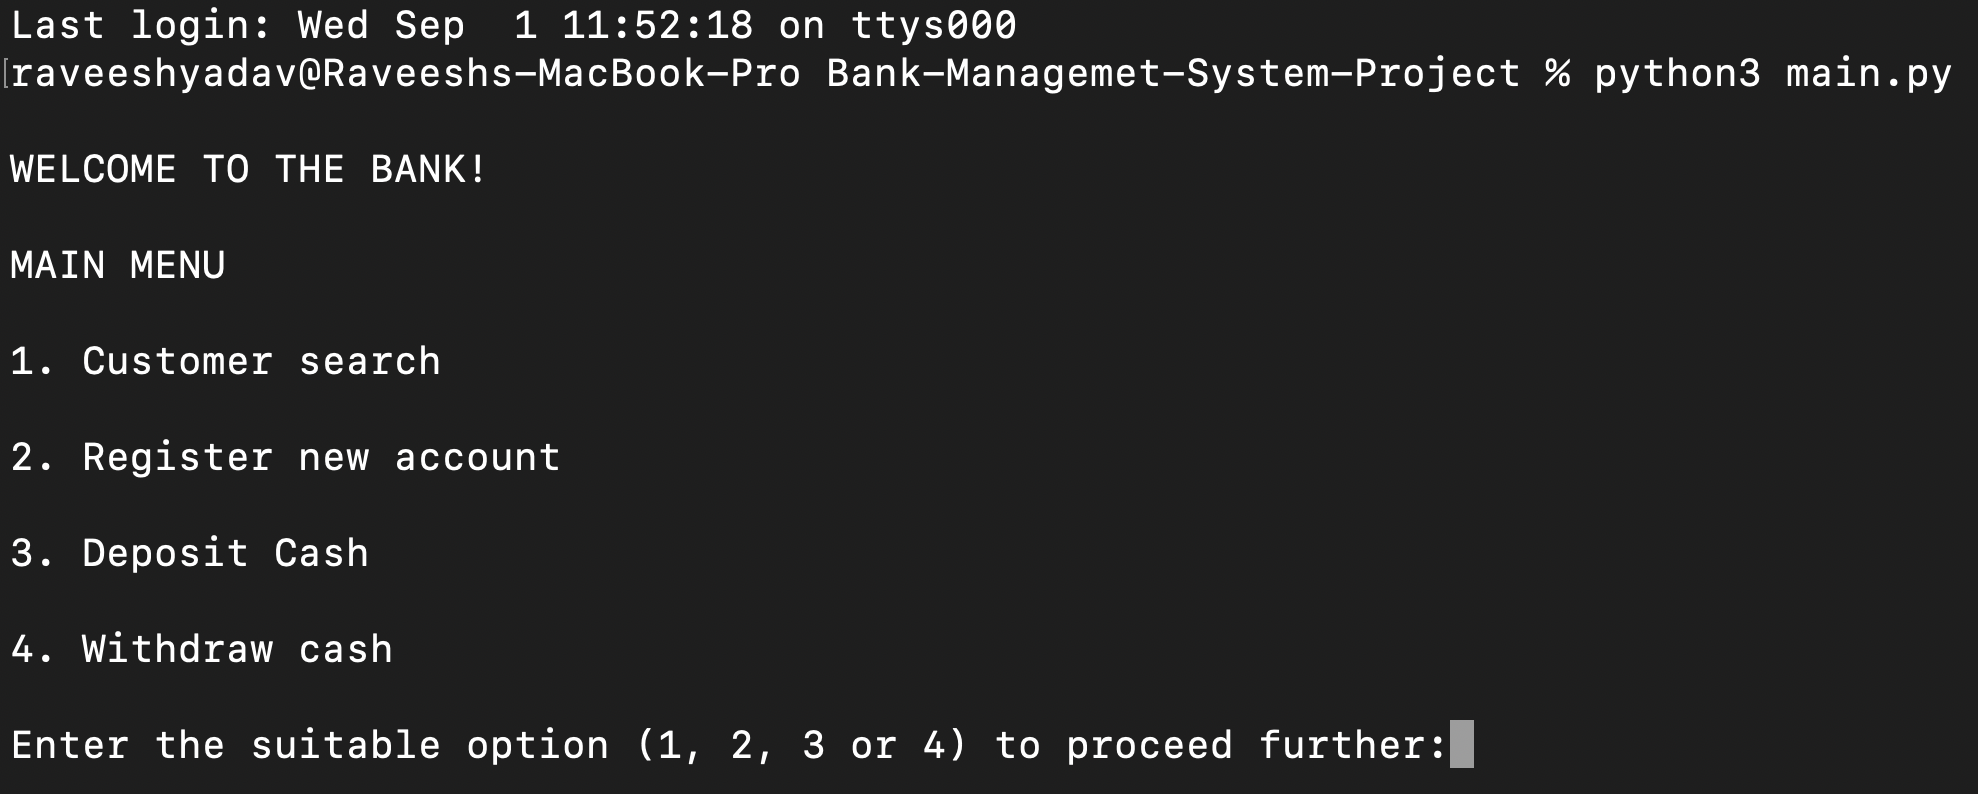 Last login: Wed Sep  1 11:52:18 on ttys000
[raveeshyadav@Raveeshs-MacBook-Pro Bank-Managemet-System-Project % python3 main.py
WELCOME TO THE BANK!
MAIN MENU
1. Customer search
2. Register new account
3. Deposit Cash
4. Withdraw cash
Enter the suitable option (1, 2, 3 or 4) to proceed further: